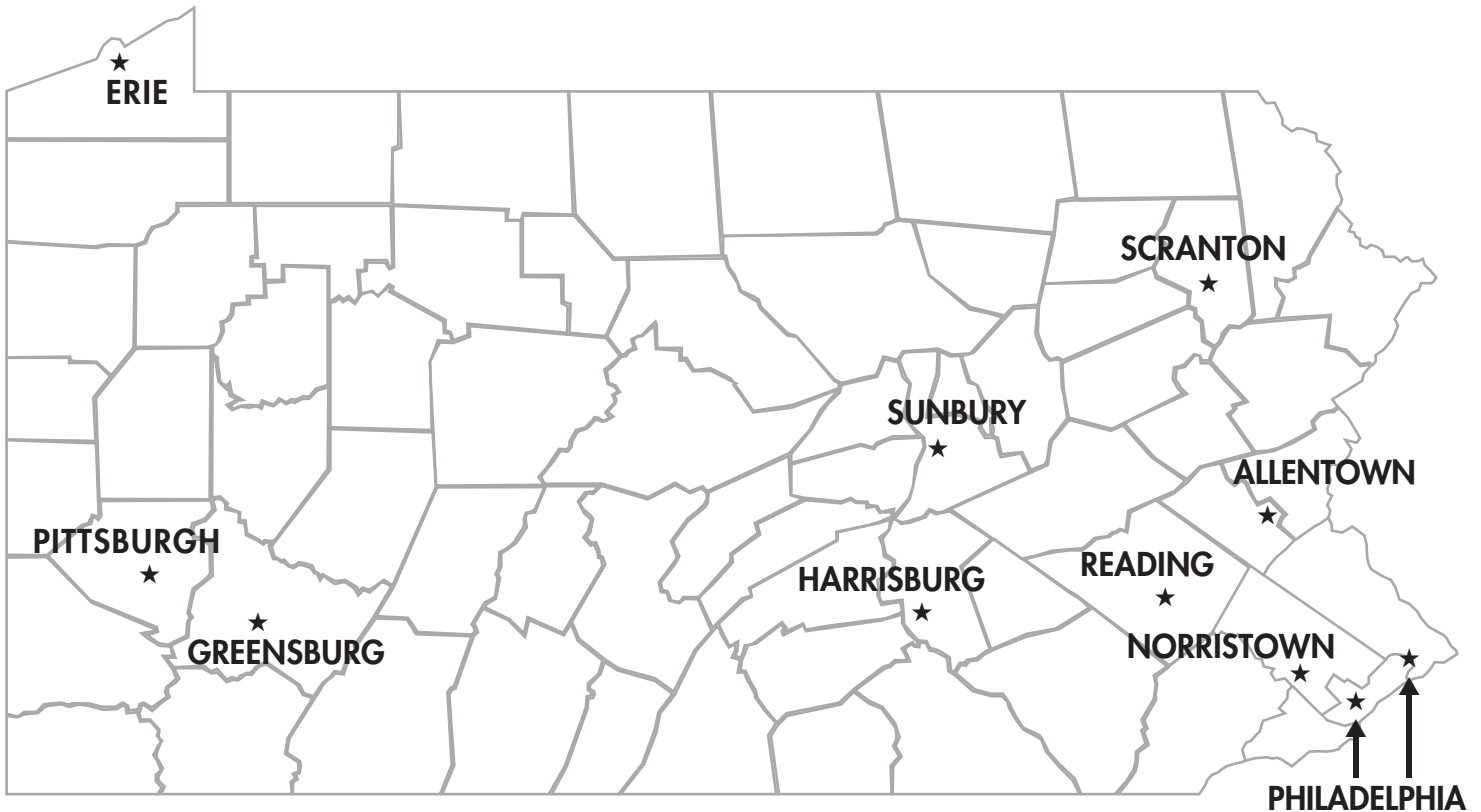 ERIE
SCRANTON
SUNBURY
ALLENTOWN
PITTSBURGH
READING
HARRISBURG
NORRISTOWN
GREENSBURG
PHILADELPHIA